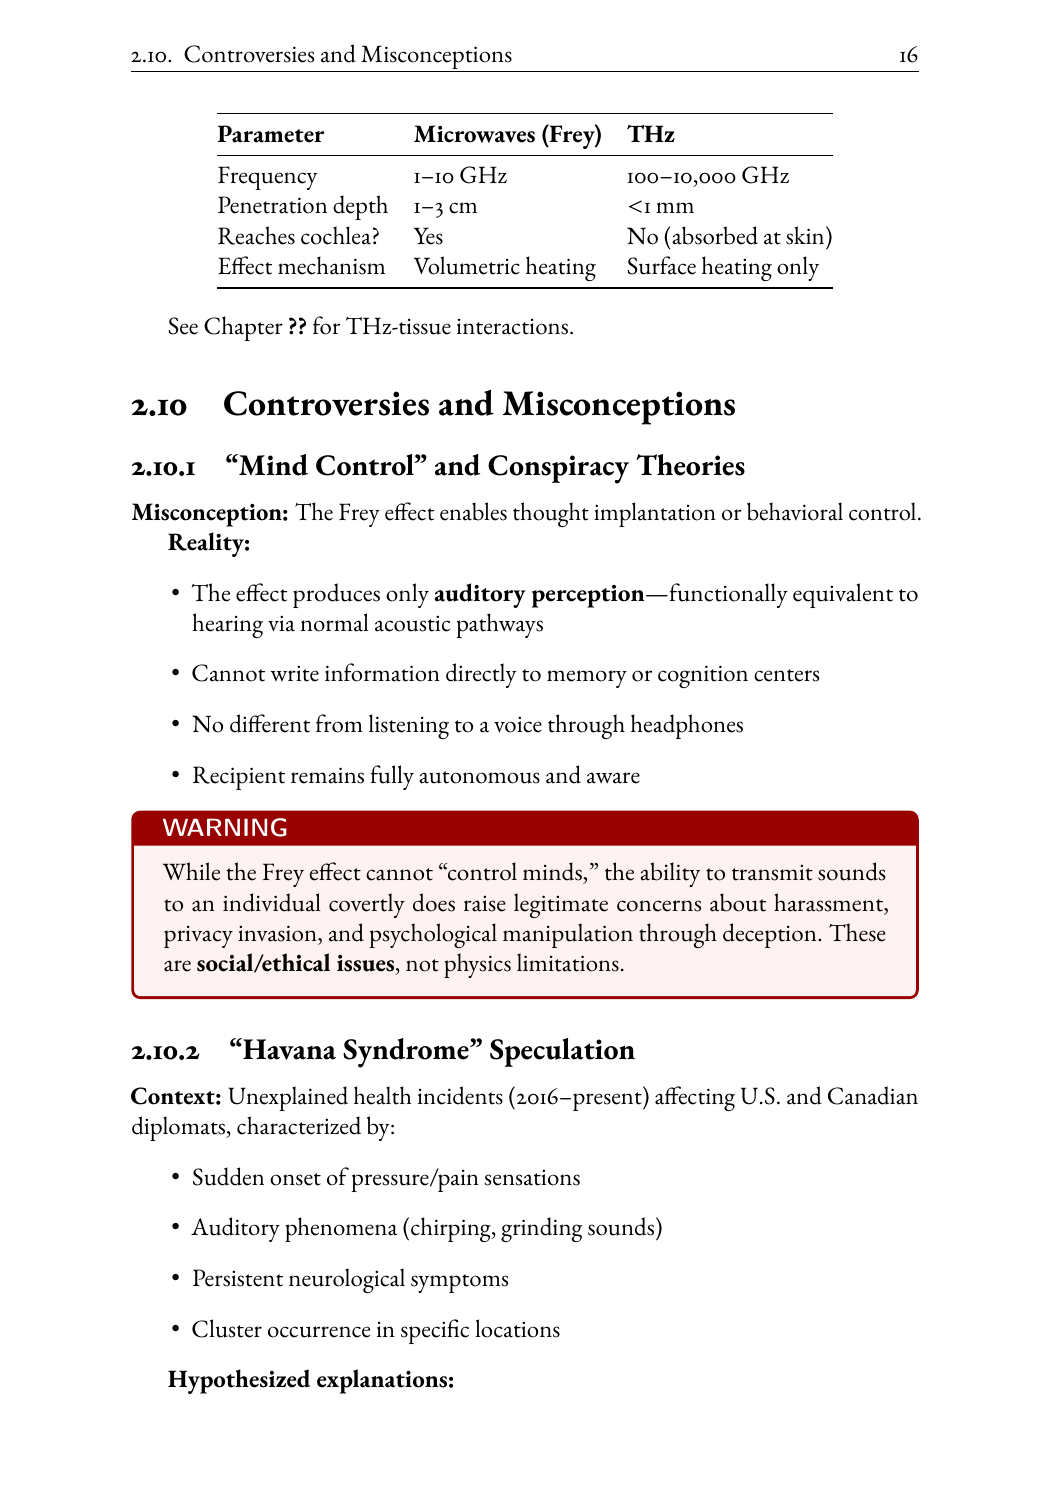 2.10. Controversies and Misconceptions 16
Parameter Microwaves (Frey) THz
Frequency 1–10 GHz 100–10,000 GHz
Penetration depth 1–3 cm <1 mm
Reaches cochlea? Yes No (absorbed at skin)
Effect mechanism Volumetric heating Surface heating only
See Chapter ?? for THz-tissue interactions.
2.10 Controversies and Misconceptions
2.10.1 “Mind Control” and Conspiracy Theories
Misconception: The Frey effect enables thought implantation or behavioral control.
Reality:
• The effect produces only auditory perception—functionally equivalent to
hearing via normal acoustic pathways
• Cannot write information directly to memory or cognition centers
• No different from listening to a voice through headphones
• Recipient remains fully autonomous and aware
WARNING
While the Frey effect cannot “control minds,” the ability to transmit sounds
to an individual covertly does raise legitimate concerns about harassment,
privacy invasion, and psychological manipulation through deception. These
are social/ethical issues, not physics limitations.
2.10.2 “Havana Syndrome” Speculation
Context: Unexplained health incidents (2016–present) affecting U.S. and Canadian
diplomats, characterized by:
• Sudden onset of pressure/pain sensations
• Auditory phenomena (chirping, grinding sounds)
• Persistent neurological symptoms
• Cluster occurrence in specific locations
Hypothesized explanations: